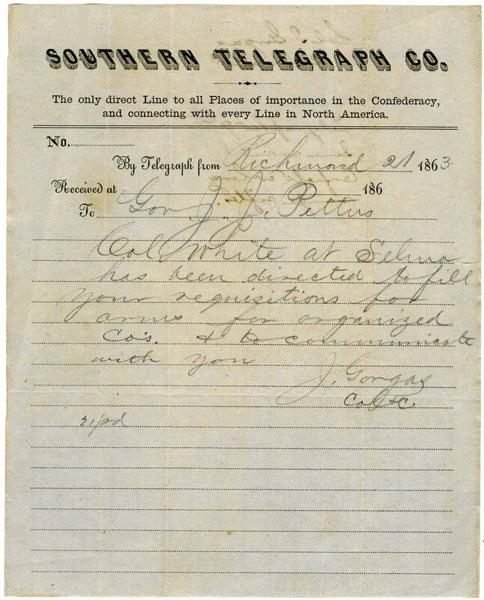 SOUTHERN TELEGRAPH CO.
The only direct Line to all Places of importance in the Confederacy,
and connecting with every Line in North America.
No.
By Telegraph from Richmond 21 1863
Received at 186
To Gov J. J. Pettus
Col. White at Selma
has been directed to fill
your requisitions for
arms for organized
Co's. & to communicate
with you
J. Gorgas
Col &c.
21/pd